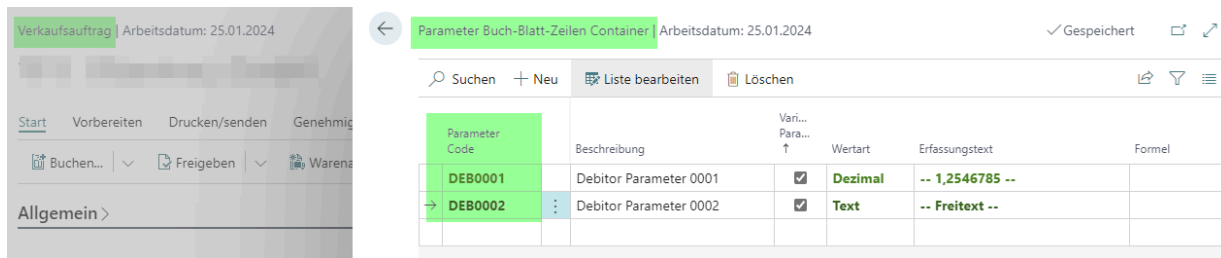 Verkaufsauftrag | Arbeitsdatum: 25.01.2024
Start Vorbereiten Drucken/senden
Buchen... Freigeben
Allgemein
Parameter Buch-Blatt-Zeilen Container | Arbeitsdatum: 25.01.2024
Gespeichert
Suchen Neu Liste bearbeiten Löschen
Parameter Code Beschreibung Vari... Para... Wertart Erfassungstext Formel
DEB0001 Debitor Parameter 0001 Dezimal -- 1,2546785 --
DEB0002 Debitor Parameter 0002 Text -- Freitext --